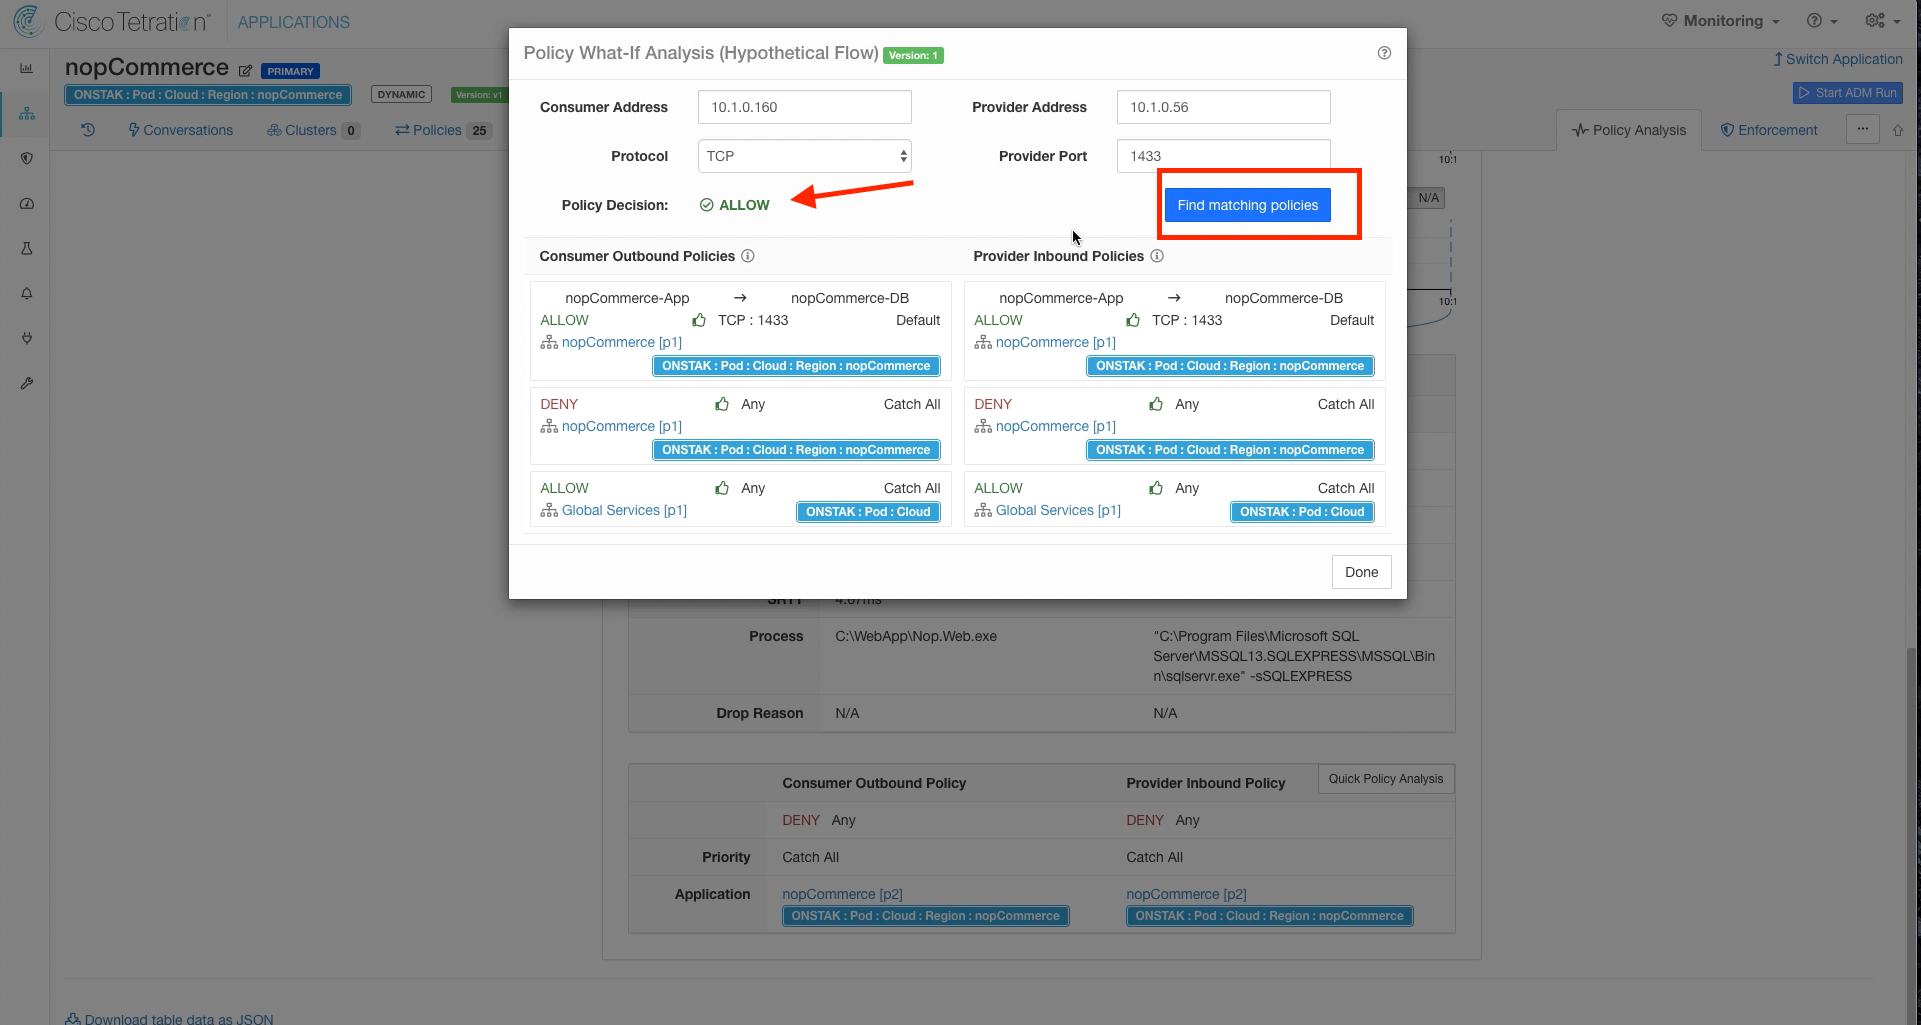 Cisco Tetration™ APPLICATIONS Monitoring
nopCommerce PRIMARY Switch Application
ONSTAK : Pod : Cloud : Region : nopCommerce DYNAMIC Version: v1 Start ADM Run
Conversations Clusters 0 Policies 25 Policy Analysis Enforcement ...
Policy What-If Analysis (Hypothetical Flow) Version: 1
Consumer Address 10.1.0.160 Provider Address 10.1.0.56
Protocol TCP Provider Port 1433
10:1
Policy Decision: ALLOW Find matching policies
N/A
Consumer Outbound Policies Provider Inbound Policies
nopCommerce-App → nopCommerce-DB nopCommerce-App → nopCommerce-DB
10:1
ALLOW TCP : 1433 Default ALLOW TCP : 1433 Default
nopCommerce [p1] nopCommerce [p1]
ONSTAK : Pod : Cloud : Region : nopCommerce ONSTAK : Pod : Cloud : Region : nopCommerce
DENY Any Catch All DENY Any Catch All
nopCommerce [p1] nopCommerce [p1]
ONSTAK : Pod : Cloud : Region : nopCommerce ONSTAK : Pod : Cloud : Region : nopCommerce
ALLOW Any Catch All ALLOW Any Catch All
Global Services [p1] ONSTAK : Pod : Cloud Global Services [p1] ONSTAK : Pod : Cloud
Done
SRTT 4.07ms
Process C:\WebApp\Nop.Web.exe "C:\Program Files\Microsoft SQL
Server\MSSQL13.SQLEXPRESS\MSSQL\Bin
n\sqlservr.exe" -sSQLEXPRESS
Drop Reason N/A N/A
Consumer Outbound Policy Provider Inbound Policy Quick Policy Analysis
DENY Any DENY Any
Priority Catch All Catch All
Application nopCommerce [p2] nopCommerce [p2]
ONSTAK : Pod : Cloud : Region : nopCommerce ONSTAK : Pod : Cloud : Region : nopCommerce
Download table data as JSON